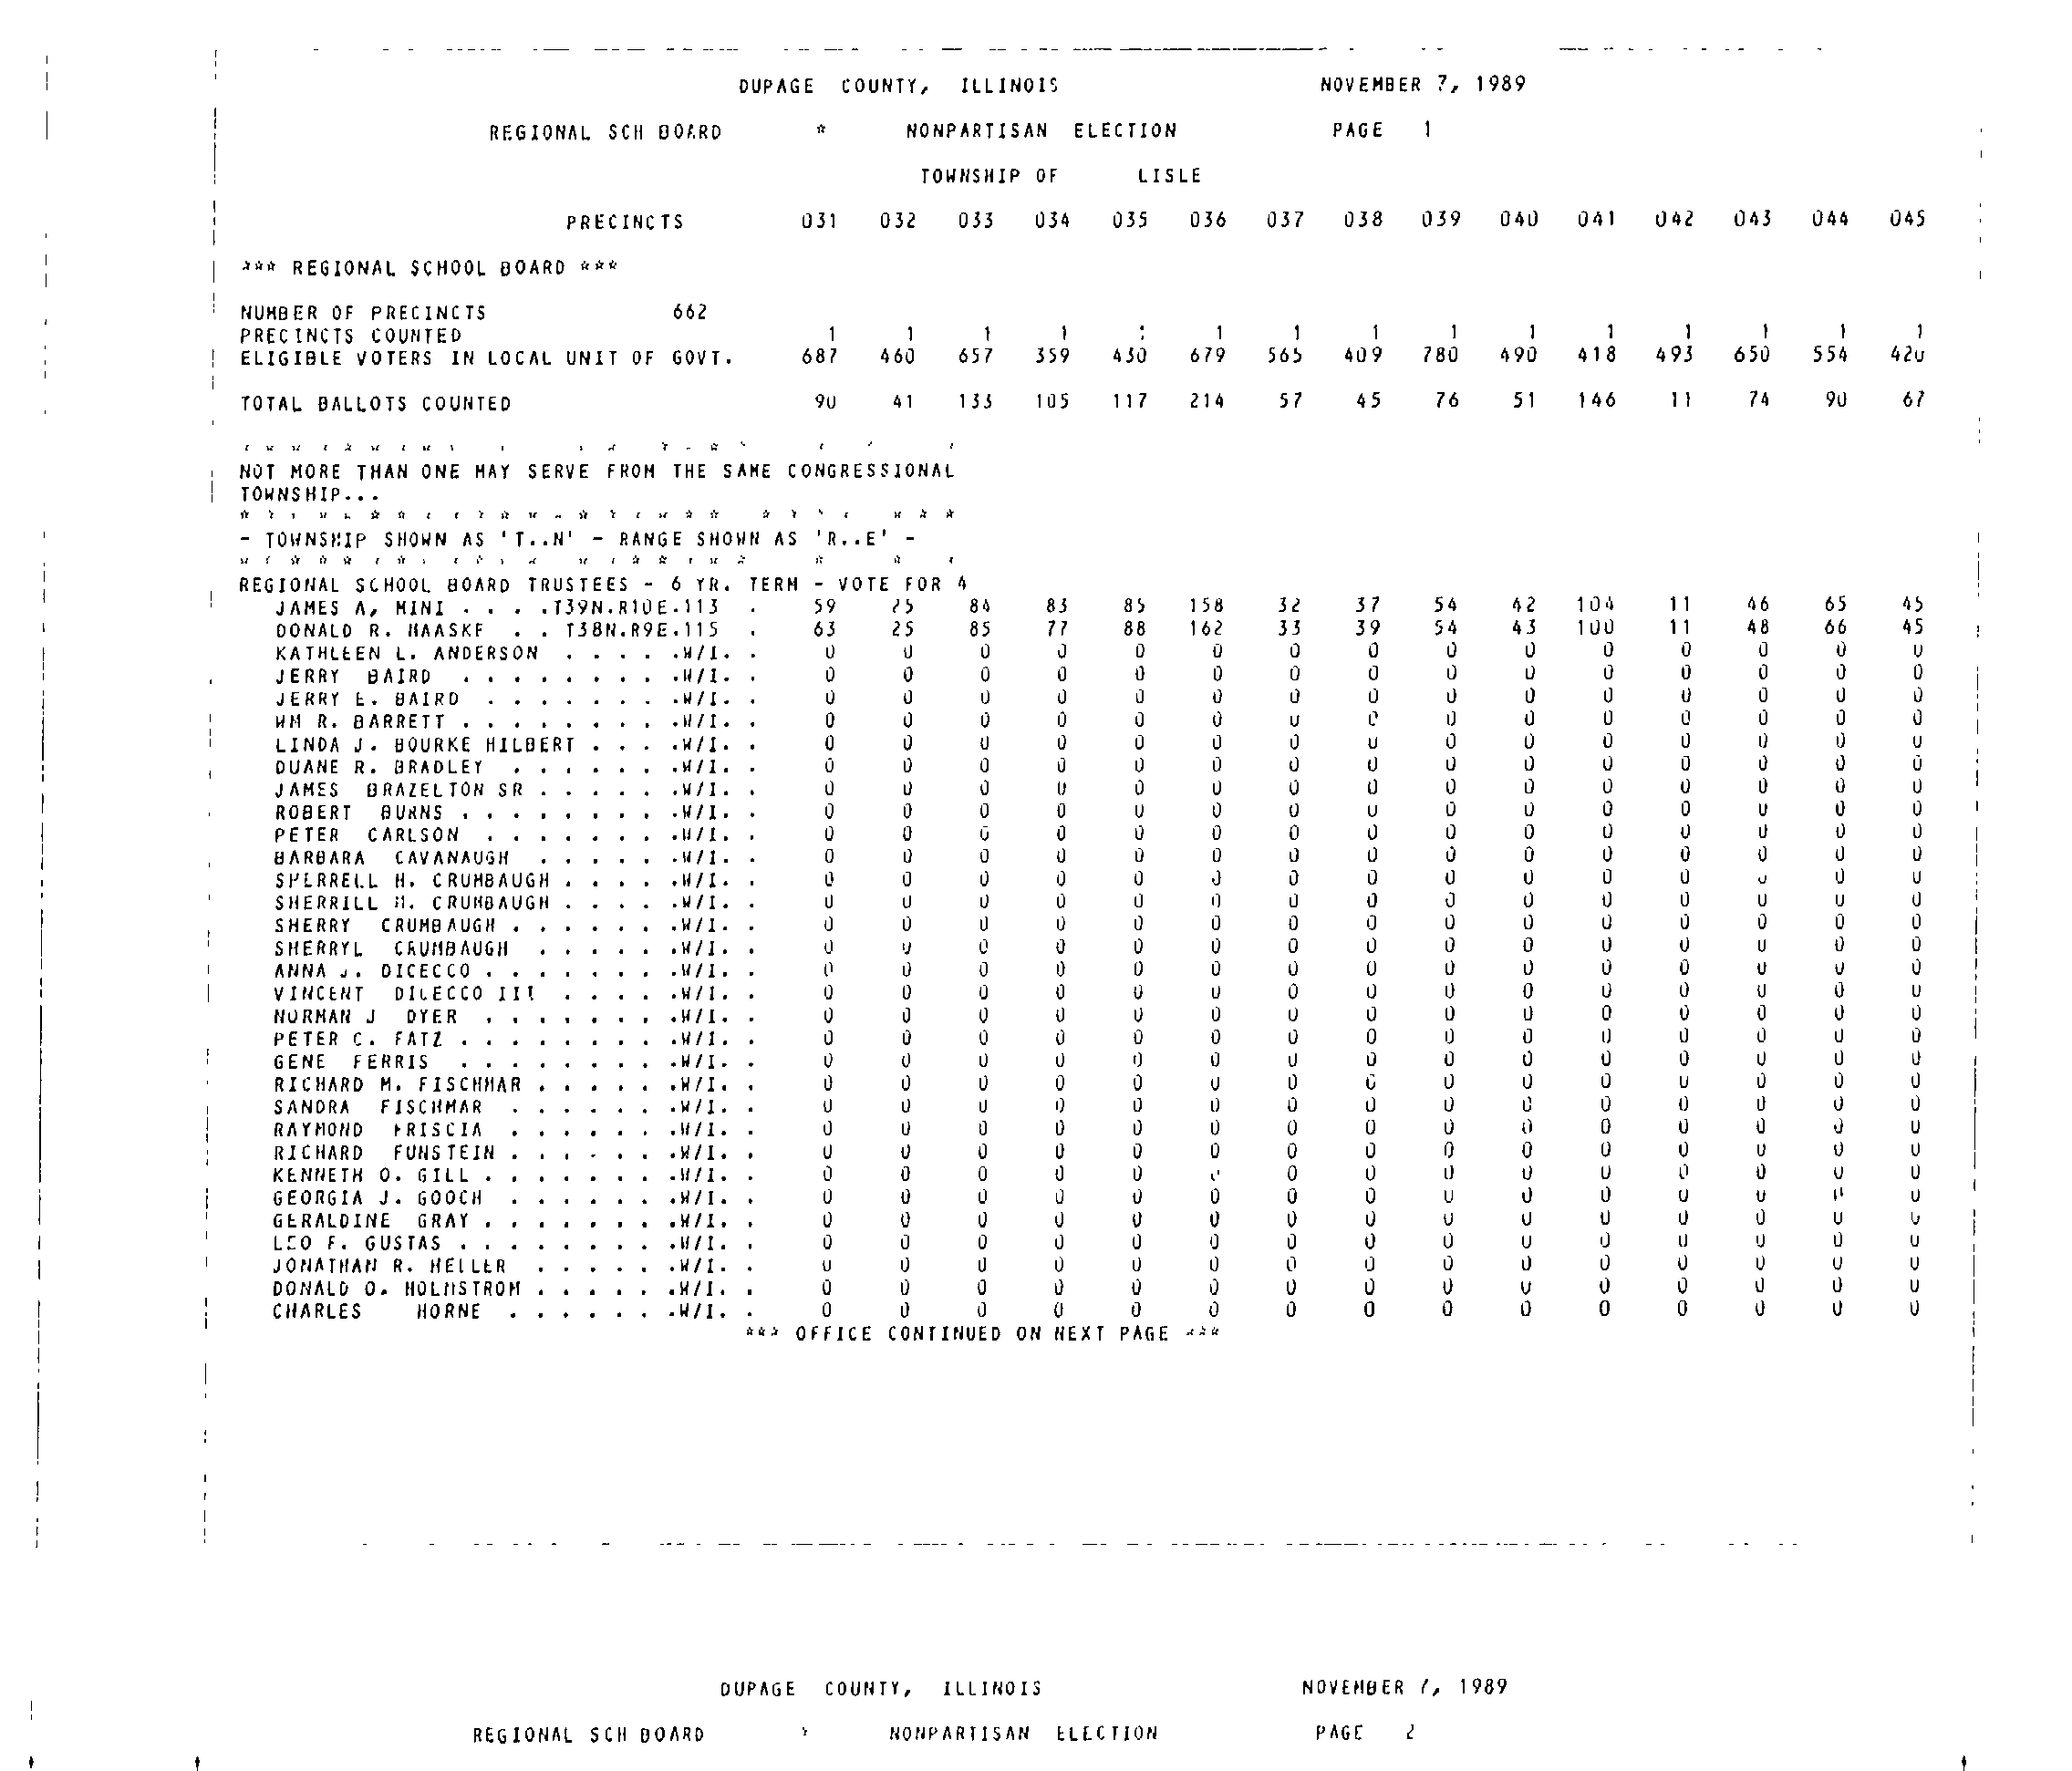 DUPAGE COUNTY, ILLINOIS NOVEMBER 7, 1989
REGIONAL SCH BOARD * NONPARTISAN ELECTION PAGE 1
TOWNSHIP OF LISLE
PRECINCTS 031 032 033 034 035 036 037 038 039 040 041 042 043 044 045
*** REGIONAL SCHOOL BOARD ***
NUMBER OF PRECINCTS 662
PRECINCTS COUNTED 1 1 1 1 1 1 1 1 1 1 1 1 1 1
ELIGIBLE VOTERS IN LOCAL UNIT OF GOVT. 687 460 657 359 430 679 565 409 780 490 418 493 650 554 420
TOTAL BALLOTS COUNTED 90 41 133 105 117 214 57 45 76 51 146 11 74 90 67
NOT MORE THAN ONE MAY SERVE FROM THE SAME CONGRESSIONAL
TOWNSHIP...
- TOWNSHIP SHOWN AS 'T..N' - RANGE SHOWN AS 'R..E' -
REGIONAL SCHOOL BOARD TRUSTEES - 6 YR. TERM - VOTE FOR 4
JAMES A, MINI . . . .T39N.R10E.113 . 59 25 84 83 85 158 32 37 54 42 104 11 46 65 45
DONALD R. HAASKE . . T38N.R9E.115 . 63 25 85 77 88 162 33 39 54 43 100 11 48 66 45
KATHLEEN L. ANDERSON . . . . .W/I. . 0 0 0 0 0 0 0 0 0 0 0 0 0 0 0
JERRY BAIRD . . . . . . . . .W/I. . 0 0 0 0 0 0 0 0 0 0 0 0 0 0 0
JERRY E. BAIRD . . . . . . . .W/I. . 0 0 0 0 0 0 0 0 0 0 0 0 0 0 0
WM R. BARRETT . . . . . . . . .W/I. . 0 0 0 0 0 0 0 0 0 0 0 0 0 0 0
LINDA J. BOURKE HILBERT . . . .W/I. . 0 0 0 0 0 0 0 0 0 0 0 0 0 0 0
DUANE R. BRADLEY . . . . . . .W/I. . 0 0 0 0 0 0 0 0 0 0 0 0 0 0 0
JAMES BRAZELTON SR . . . . . .W/I. . 0 0 0 0 0 0 0 0 0 0 0 0 0 0 0
ROBERT BURNS . . . . . . . . .W/I. . 0 0 0 0 0 0 0 0 0 0 0 0 0 0 0
PETER CARLSON . . . . . . . .W/I. . 0 0 0 0 0 0 0 0 0 0 0 0 0 0 0
BARBARA CAVANAUGH . . . . . .W/I. . 0 0 0 0 0 0 0 0 0 0 0 0 0 0 0
SHERRELL H. CRUMBAUGH . . . . .W/I. . 0 0 0 0 0 0 0 0 0 0 0 0 0 0 0
SHERRILL M. CRUMBAUGH . . . . .W/I. . 0 0 0 0 0 0 0 0 0 0 0 0 0 0 0
SHERRY CRUMBAUGH . . . . . . .W/I. . 0 0 0 0 0 0 0 0 0 0 0 0 0 0 0
SHERRYL CRUMBAUGH . . . . . .W/I. . 0 0 0 0 0 0 0 0 0 0 0 0 0 0 0
ANNA J. DICECCO . . . . . . . .W/I. . 0 0 0 0 0 0 0 0 0 0 0 0 0 0 0
VINCENT DILECCO III . . . . .W/I. . 0 0 0 0 0 0 0 0 0 0 0 0 0 0 0
NORMAN J DYER . . . . . . . .W/I. . 0 0 0 0 0 0 0 0 0 0 0 0 0 0 0
PETER C. FATZ . . . . . . . . .W/I. . 0 0 0 0 0 0 0 0 0 0 0 0 0 0 0
GENE FERRIS . . . . . . . . .W/I. . 0 0 0 0 0 0 0 0 0 0 0 0 0 0 0
RICHARD M. FISCHMAR . . . . . .W/I. . 0 0 0 0 0 0 0 0 0 0 0 0 0 0 0
SANDRA FISCHMAR . . . . . . .W/I. . 0 0 0 0 0 0 0 0 0 0 0 0 0 0 0
RAYMOND FRISCIA . . . . . . .W/I. . 0 0 0 0 0 0 0 0 0 0 0 0 0 0 0
RICHARD FUNSTEIN . . . . . . .W/I. . 0 0 0 0 0 0 0 0 0 0 0 0 0 0 0
KENNETH O. GILL . . . . . . . .W/I. . 0 0 0 0 0 0 0 0 0 0 0 0 0 0
GEORGIA J. GOOCH . . . . . . .W/I. . 0 0 0 0 0 0 0 0 0 0 0 0 0 0 0
GERALDINE GRAY . . . . . . . .W/I. . 0 0 0 0 0 0 0 0 0 0 0 0 0 0 0
LEO F. GUSTAS . . . . . . . . .W/I. . 0 0 0 0 0 0 0 0 0 0 0 0 0 0 0
JONATHAN R. HELLER . . . . . .W/I. . 0 0 0 0 0 0 0 0 0 0 0 0 0 0 0
DONALD O. HOLMSTROM . . . . . .W/I. . 0 0 0 0 0 0 0 0 0 0 0 0 0 0 0
CHARLES HORNE . . . . . . .W/I. . 0 0 0 0 0 0 0 0 0 0 0 0 0 0 0
*** OFFICE CONTINUED ON NEXT PAGE ***
DUPAGE COUNTY, ILLINOIS NOVEMBER 7, 1989
REGIONAL SCH BOARD * NONPARTISAN ELECTION PAGE 2